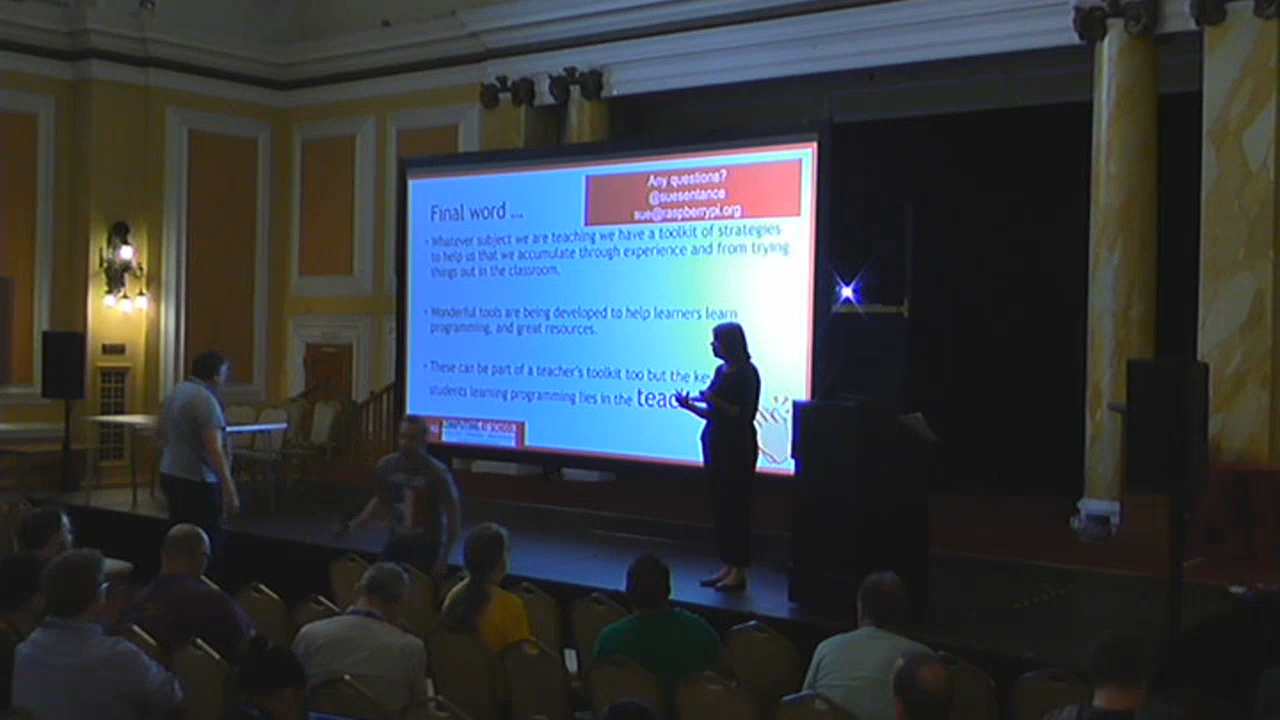 Any questions?
@suesentance
sue@raspberrypi.org
Final word ...
• Whatever subject we are teaching we have a toolkit of strategies
to help us that we accumulate through experience and from trying
things out in the classroom.
• Wonderful tools are being developed to help learners learn
programming, and great resources.
• These can be part of a teacher's toolkit too but the
students learning programming lies in the
COMPUTING AT SCHOOL